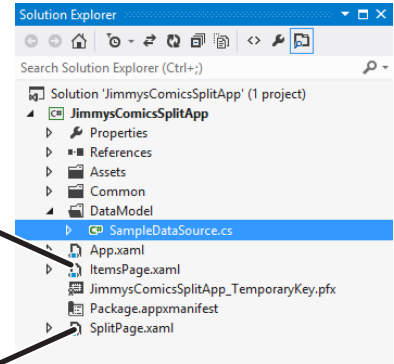 Solution Explorer
Search Solution Explorer (Ctrl+;)
Solution 'JimmysComicsSplitApp' (1 project)
C# JimmysComicsSplitApp
Properties
References
Assets
Common
DataModel
C# SampleDataSource.cs
App.xaml
ItemsPage.xaml
JimmysComicsSplitApp_TemporaryKey.pfx
Package.appxmanifest
SplitPage.xaml